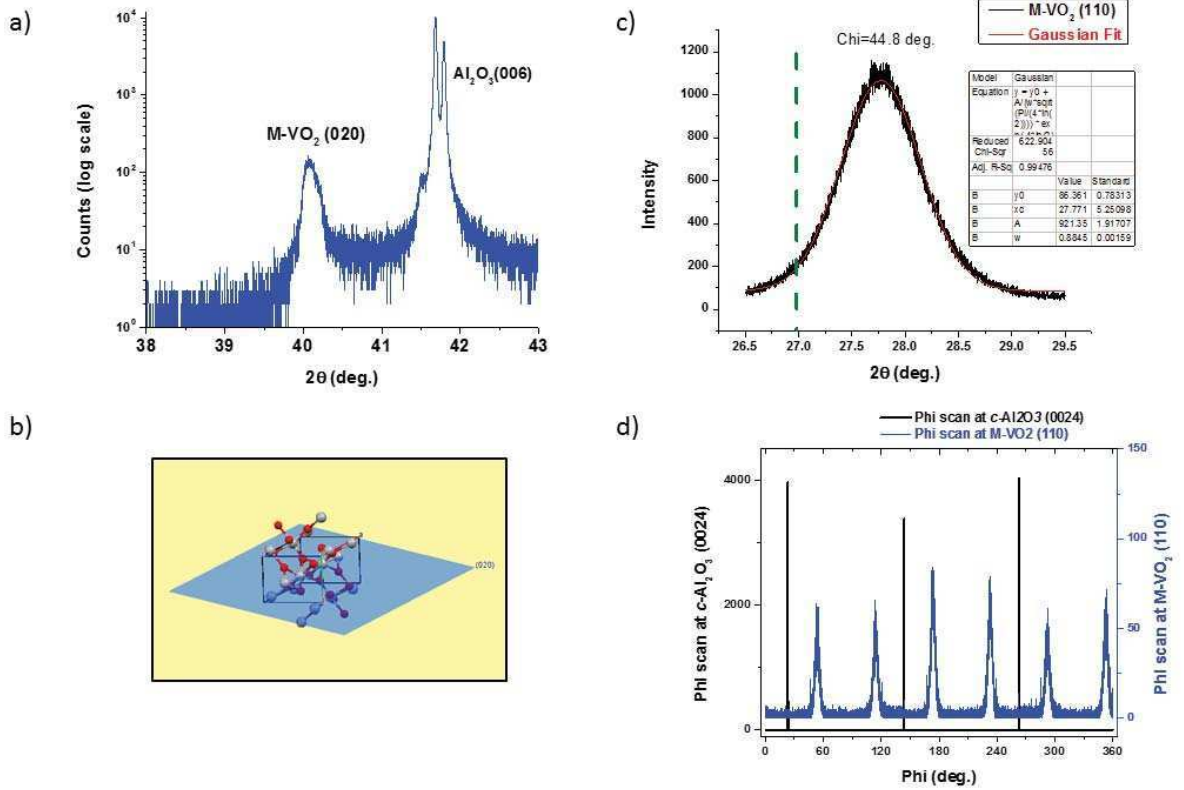 a)
10⁴
10³
10²
10¹
10⁰
Counts (log scale)
M-VO₂ (020)
Al₂O₃(006)
38 39 40 41 42 43
2θ (deg.)
b)
(020)
c)
M-VO₂ (110)
Gaussian Fit
Chi=44.8 deg.
1200
1000
800
600
400
200
0
Intensity
Model Gaussian
Equation y = y0 +
Reduced Chi-Sqr 622.904 56
Adj. R-Sq 0.99476
Value Standard
B y0 86.361 0.78313
B xc 27.771 5.25098
B A 921.35 1.91707
B w 0.8845 0.00159
26.5 27.0 27.5 28.0 28.5 29.0 29.5
2θ (deg.)
d)
Phi scan at c-Al2O3 (0024)
Phi scan at M-VO2 (110)
4000
2000
0
Phi scan at c-Al₂O₃ (0024)
150
100
50
0
Phi scan at M-VO₂ (110)
0 60 120 180 240 300 360
Phi (deg.)